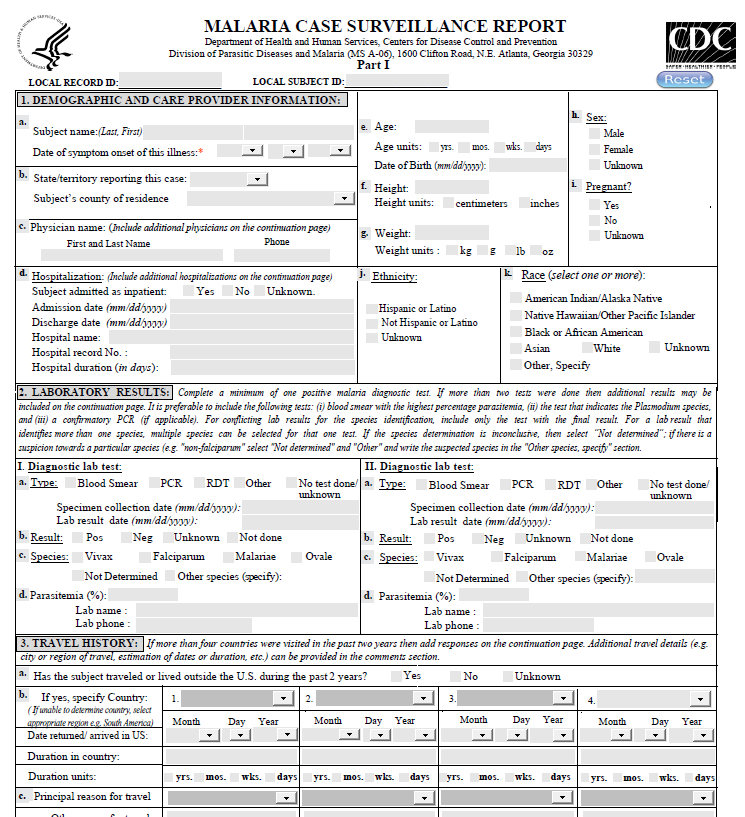 MALARIA CASE SURVEILLANCE REPORT
Department of Health and Human Services, Centers for Disease Control and Prevention
Division of Parasitic Diseases and Malaria (MS A-06), 1600 Clifton Road, N.E. Atlanta, Georgia 30329
Part I
CDC
SAFER • HEALTHIER • PEOPLE
Reset
LOCAL RECORD ID:
LOCAL SUBJECT ID:
1. DEMOGRAPHIC AND CARE PROVIDER INFORMATION:
a.
Subject name:(Last, First)
Date of symptom onset of this illness:*
b. State/territory reporting this case:
Subject's county of residence
c. Physician name: (Include additional physicians on the continuation page)
First and Last Name Phone
e. Age:
Age units: yrs. mos. wks. days
Date of Birth (mm/dd/yyyy):
f. Height:
Height units: centimeters inches
g. Weight:
Weight units : kg g lb oz
h. Sex:
Male
Female
Unknown
i. Pregnant?
Yes
No
Unknown
d. Hospitalization: (Include additional hospitalizations on the continuation page)
Subject admitted as inpatient: Yes No Unknown.
Admission date (mm/dd/yyyy)
Discharge date (mm/dd/yyyy)
Hospital name:
Hospital record No. :
Hospital duration (in days):
j. Ethnicity:
Hispanic or Latino
Not Hispanic or Latino
Unknown
k. Race (select one or more):
American Indian/Alaska Native
Native Hawaiian/Other Pacific Islander
Black or African American
Asian White Unknown
Other, Specify
2. LABORATORY RESULTS: Complete a minimum of one positive malaria diagnostic test. If more than two tests were done then additional results may be
included on the continuation page. It is preferable to include the following tests: (i) blood smear with the highest percentage parasitemia, (ii) the test that indicates the Plasmodium species,
and (iii) a confirmatory PCR (if applicable). For conflicting lab results for the species identification, include only the test with the final result. For a lab result that
identifies more than one species, multiple species can be selected for that one test. If the species determination is inconclusive, then select "Not determined"; if there is a
suspicion towards a particular species (e.g. "non-falciparum" select "Not determined" and "Other" and write the suspected species in the "Other species, specify" section.
I. Diagnostic lab test:
a. Type: Blood Smear PCR RDT Other No test done/
unknown
Specimen collection date (mm/dd/yyyy):
Lab result date (mm/dd/yyyy):
b. Result: Pos Neg Unknown Not done
c. Species: Vivax Falciparum Malariae Ovale
Not Determined Other species (specify):
d. Parasitemia (%):
Lab name :
Lab phone :
II. Diagnostic lab test:
a. Type: Blood Smear PCR RDT Other No test done/
unknown
Specimen collection date (mm/dd/yyyy):
Lab result date (mm/dd/yyyy):
b. Result: Pos Neg Unknown Not done
c. Species: Vivax Falciparum Malariae Ovale
Not Determined Other species (specify):
d. Parasitemia (%):
Lab name :
Lab phone :
3. TRAVEL HISTORY: If more than four countries were visited in the past two years then add responses on the continuation page. Additional travel details (e.g.
city or region of travel, estimation of dates or duration, etc.) can be provided in the comments section.
a. Has the subject traveled or lived outside the U.S. during the past 2 years? Yes No Unknown
b. If yes, specify Country: 1. 2. 3. 4.
( If unable to determine country, select
appropriate region e.g, South America)
Month Day Year Month Day Year Month Day Year Month Day Year
Date returned/ arrived in US:
Duration in country:
Duration units: yrs. mos. wks. days yrs. mos. wks. days yrs. mos. wks. days yrs. mos. wks. days
c. Principal reason for travel